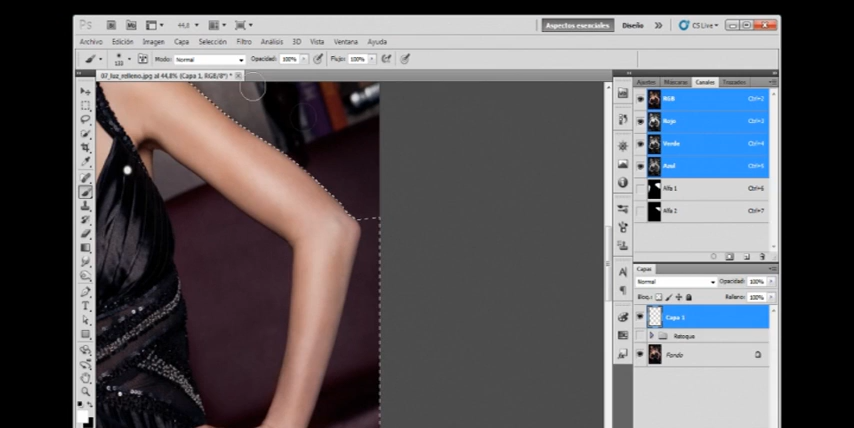 Ps
44,8
Aspectos esenciales
Diseño
CS Live
Archivo Edición Imagen Capa Selección Filtro Análisis 3D Vista Ventana Ayuda
133
Modo: Normal
Opacidad: 100%
Flujo: 100%
07_luz_relleno.jpg al 44,8% (Capa 1, RGB/8*) *
Ajustes Máscaras Canales Trazados
RGB Ctrl+2
Rojo Ctrl+3
Verde Ctrl+4
Azul Ctrl+5
Alfa 1 Ctrl+6
Alfa 2 Ctrl+7
Capas
Normal Opacidad: 100%
Bloq.: Relleno: 100%
Capa 1
Retoque
Fondo